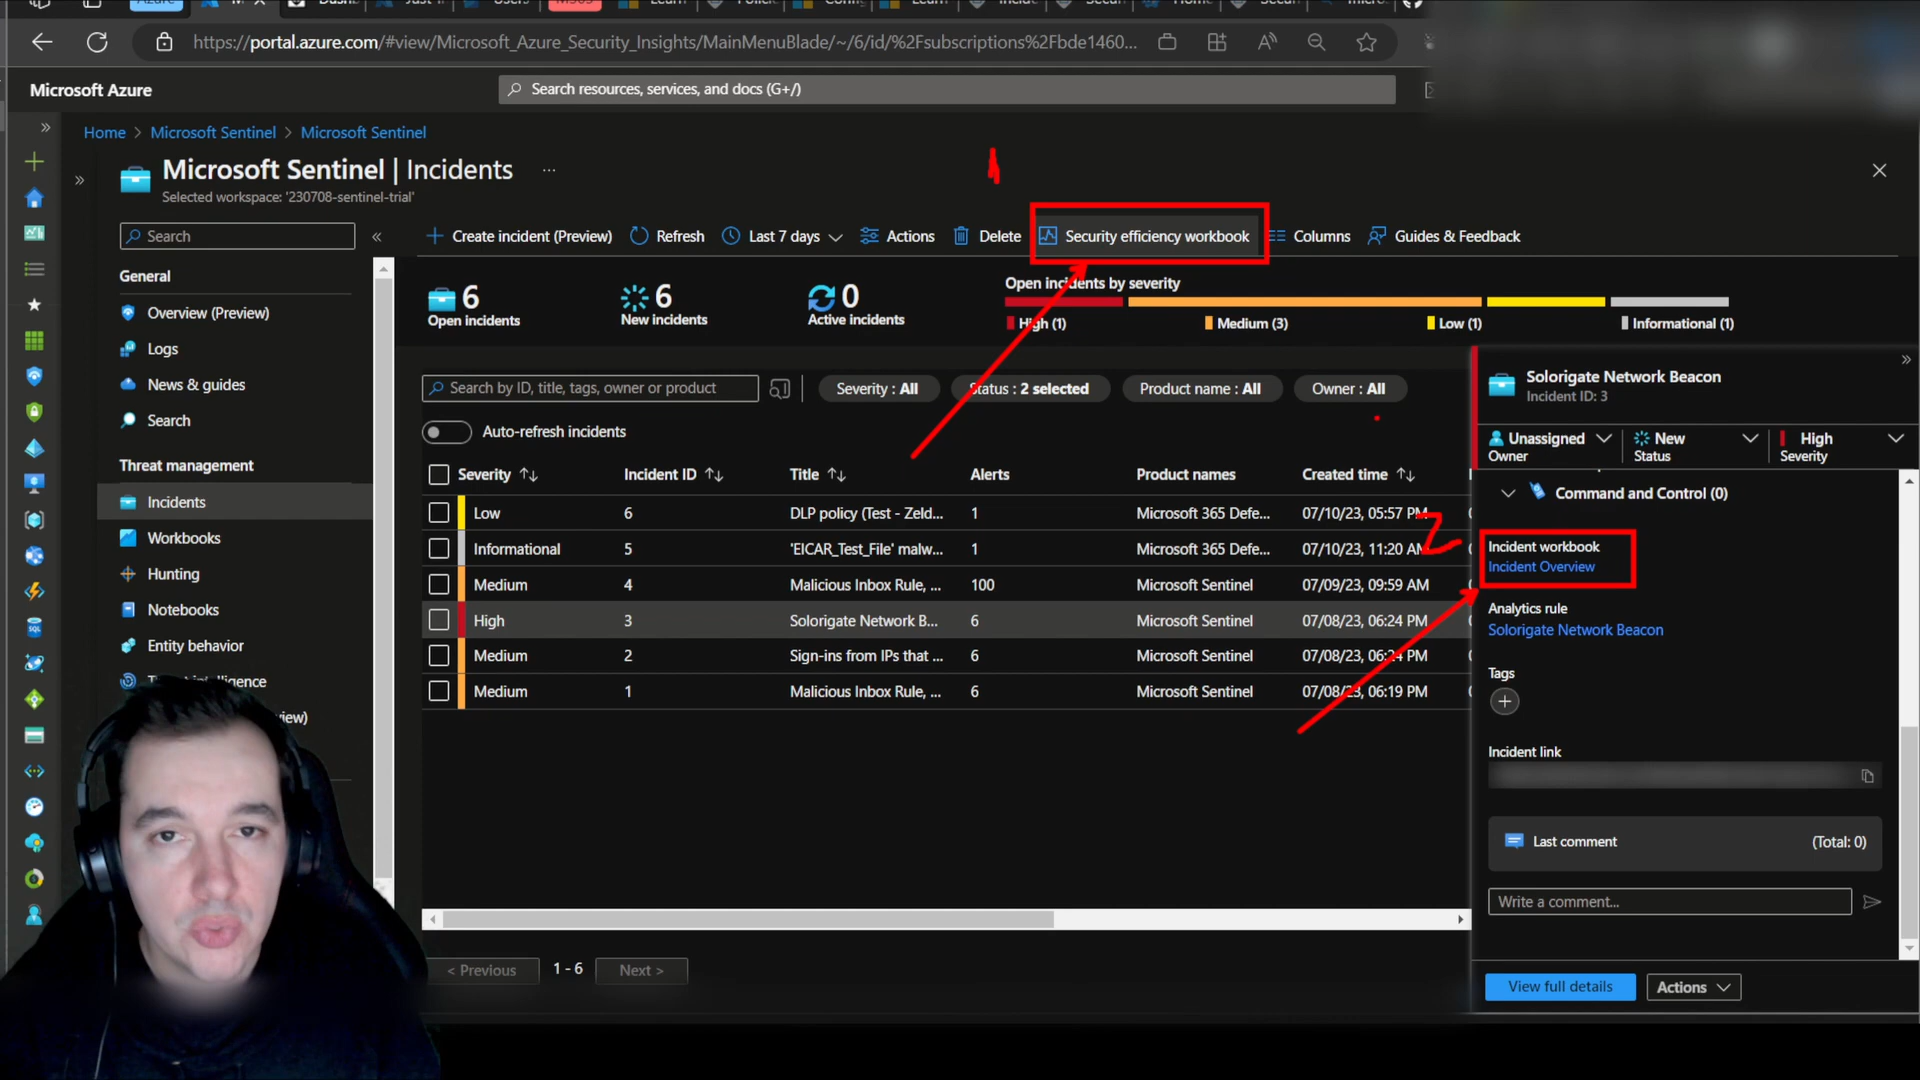 https://portal.azure.com/#view/Microsoft_Azure_Security_Insights/MainMenuBlade/~/6/id/%2Fsubscriptions%2Fbde1460...
Microsoft Azure
Search resources, services, and docs (G+/)
Home > Microsoft Sentinel > Microsoft Sentinel
Microsoft Sentinel | Incidents ...
Selected workspace: '230708-sentinel-trial'
Search
General
Overview (Preview)
Logs
News & guides
Search
Threat management
Incidents
Workbooks
Hunting
Notebooks
Entity behavior
Create incident (Preview) Refresh Last 7 days Actions Delete Security efficiency workbook Columns Guides & Feedback
6 Open incidents
6 New incidents
0 Active incidents
Open incidents by severity
High (1) Medium (3) Low (1) Informational (1)
Search by ID, title, tags, owner or product
Severity : All Status : 2 selected Product name : All Owner : All
Auto-refresh incidents
Severity Incident ID Title Alerts Product names Created time
Low 6 DLP policy (Test - Zeld... 1 Microsoft 365 Defe... 07/10/23, 05:57 PM
Informational 5 'EICAR_Test_File' malw... 1 Microsoft 365 Defe... 07/10/23, 11:20 AM
Medium 4 Malicious Inbox Rule, ... 100 Microsoft Sentinel 07/09/23, 09:59 AM
High 3 Solorigate Network B... 6 Microsoft Sentinel 07/08/23, 06:24 PM
Medium 2 Sign-ins from IPs that ... 6 Microsoft Sentinel 07/08/23, 06:24 PM
Medium 1 Malicious Inbox Rule, ... 6 Microsoft Sentinel 07/08/23, 06:19 PM
< Previous 1 - 6 Next >
Solorigate Network Beacon
Incident ID: 3
Unassigned New High
Owner Status Severity
Command and Control (0)
Incident workbook
Incident Overview
Analytics rule
Solorigate Network Beacon
Tags
Incident link
Last comment (Total: 0)
Write a comment...
View full details Actions